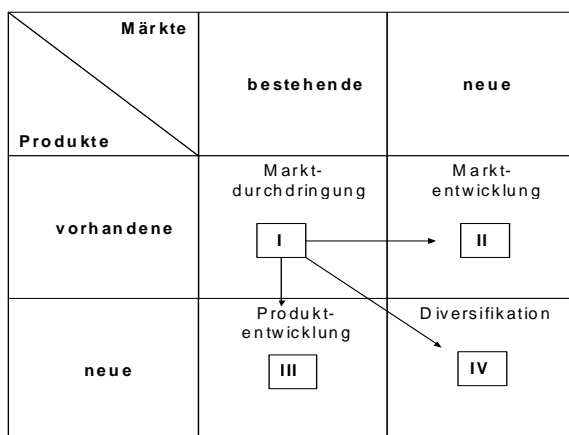 Märkte
bestehende
neue
Produkte
Markt-
durchdringung
Markt-
entwicklung
vorhandene
I
II
Produkt-
entwicklung
Diversifikation
neue
III
IV